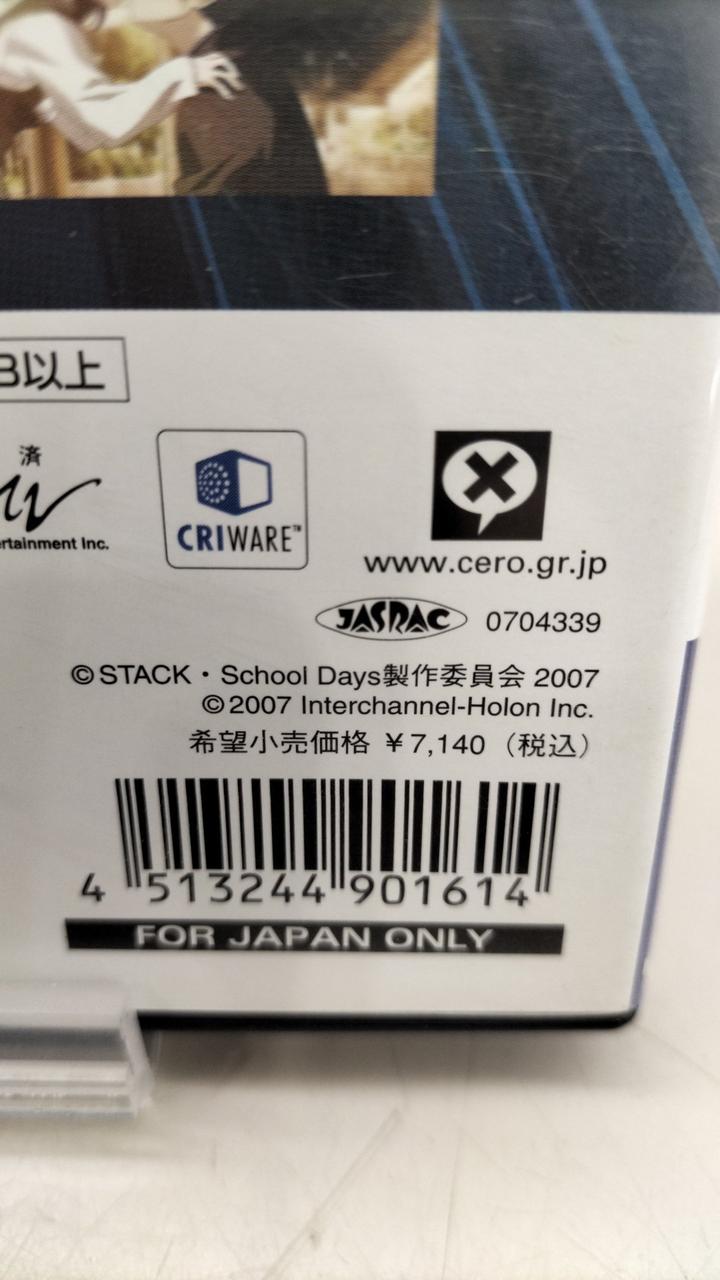 B以上
済
rtainment Inc.
CRIWARE™
www.cero.gr.jp
JASRAC 0704339
©STACK・School Days製作委員会 2007
©2007 Interchannel-Holon Inc.
希望小売価格 ￥7,140（税込）
4 513244 901614
FOR JAPAN ONLY